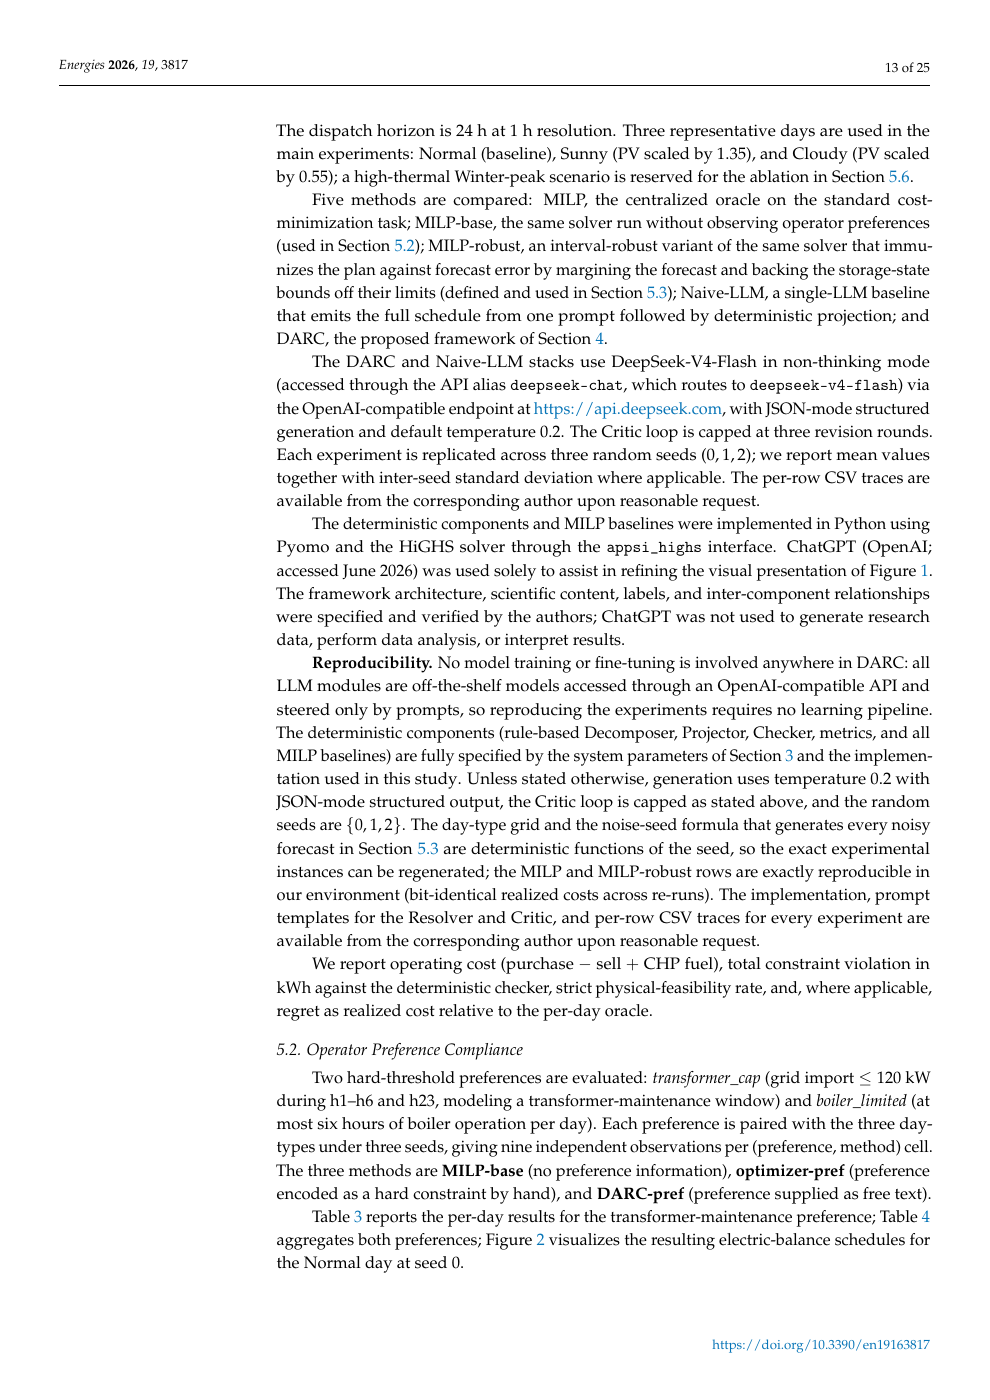 Energies 2026, 19, 3817
13 of 25
The dispatch horizon is 24 h at 1 h resolution. Three representative days are used in the
main experiments: Normal (baseline), Sunny (PV scaled by 1.35), and Cloudy (PV scaled
by 0.55); a high-thermal Winter-peak scenario is reserved for the ablation in Section 5.6.
Five methods are compared: MILP, the centralized oracle on the standard cost-
minimization task; MILP-base, the same solver run without observing operator preferences
(used in Section 5.2); MILP-robust, an interval-robust variant of the same solver that immu-
nizes the plan against forecast error by margining the forecast and backing the storage-state
bounds off their limits (defined and used in Section 5.3); Naive-LLM, a single-LLM baseline
that emits the full schedule from one prompt followed by deterministic projection; and
DARC, the proposed framework of Section 4.
The DARC and Naive-LLM stacks use DeepSeek-V4-Flash in non-thinking mode
(accessed through the API alias deepseek-chat, which routes to deepseek-v4-flash) via
the OpenAI-compatible endpoint at https://api.deepseek.com, with JSON-mode structured
generation and default temperature 0.2. The Critic loop is capped at three revision rounds.
Each experiment is replicated across three random seeds (0, 1, 2); we report mean values
together with inter-seed standard deviation where applicable. The per-row CSV traces are
available from the corresponding author upon reasonable request.
The deterministic components and MILP baselines were implemented in Python using
Pyomo and the HiGHS solver through the appsi_highs interface. ChatGPT (OpenAI;
accessed June 2026) was used solely to assist in refining the visual presentation of Figure 1.
The framework architecture, scientific content, labels, and inter-component relationships
were specified and verified by the authors; ChatGPT was not used to generate research
data, perform data analysis, or interpret results.
Reproducibility. No model training or fine-tuning is involved anywhere in DARC: all
LLM modules are off-the-shelf models accessed through an OpenAI-compatible API and
steered only by prompts, so reproducing the experiments requires no learning pipeline.
The deterministic components (rule-based Decomposer, Projector, Checker, metrics, and all
MILP baselines) are fully specified by the system parameters of Section 3 and the implemen-
tation used in this study. Unless stated otherwise, generation uses temperature 0.2 with
JSON-mode structured output, the Critic loop is capped as stated above, and the random
seeds are {0, 1, 2}. The day-type grid and the noise-seed formula that generates every noisy
forecast in Section 5.3 are deterministic functions of the seed, so the exact experimental
instances can be regenerated; the MILP and MILP-robust rows are exactly reproducible in
our environment (bit-identical realized costs across re-runs). The implementation, prompt
templates for the Resolver and Critic, and per-row CSV traces for every experiment are
available from the corresponding author upon reasonable request.
We report operating cost (purchase − sell + CHP fuel), total constraint violation in
kWh against the deterministic checker, strict physical-feasibility rate, and, where applicable,
regret as realized cost relative to the per-day oracle.
5.2. Operator Preference Compliance
Two hard-threshold preferences are evaluated: transformer_cap (grid import ≤ 120 kW
during h1–h6 and h23, modeling a transformer-maintenance window) and boiler_limited (at
most six hours of boiler operation per day). Each preference is paired with the three day-
types under three seeds, giving nine independent observations per (preference, method) cell.
The three methods are MILP-base (no preference information), optimizer-pref (preference
encoded as a hard constraint by hand), and DARC-pref (preference supplied as free text).
Table 3 reports the per-day results for the transformer-maintenance preference; Table 4
aggregates both preferences; Figure 2 visualizes the resulting electric-balance schedules for
the Normal day at seed 0.
https://doi.org/10.3390/en19163817